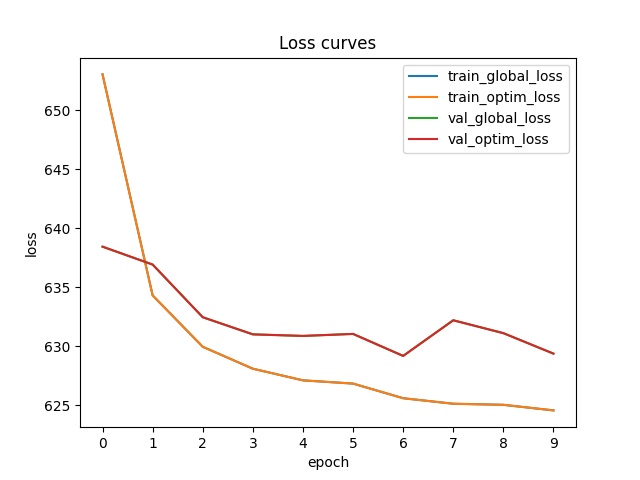 Loss curves
train_global_loss
train_optim_loss
val_global_loss
val_optim_loss
650
645
640
635
630
625
loss
0 1 2 3 4 5 6 7 8 9
epoch